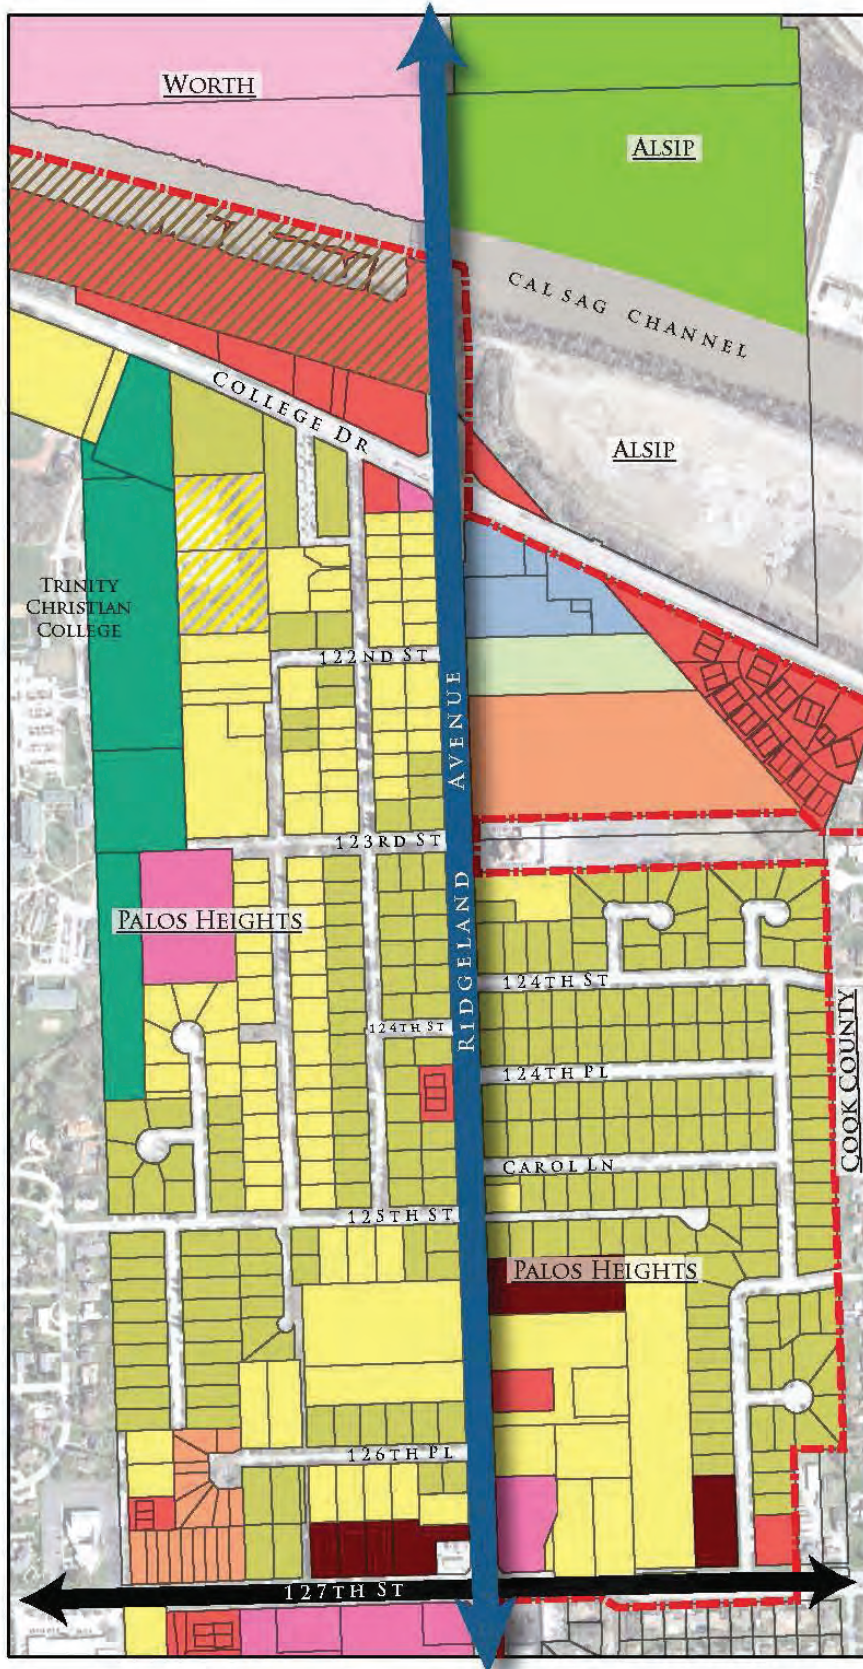 WORTH
ALSIP
CAL SAG CHANNEL
COLLEGE DR
ALSIP
TRINITY
CHRISTIAN
COLLEGE
122ND ST
RIDGELAND AVENUE
123RD ST
PALOS HEIGHTS
124TH ST
124TH ST
COOK COUNTY
124TH PL
CAROL LN
125TH ST
PALOS HEIGHTS
126TH PL
127TH ST